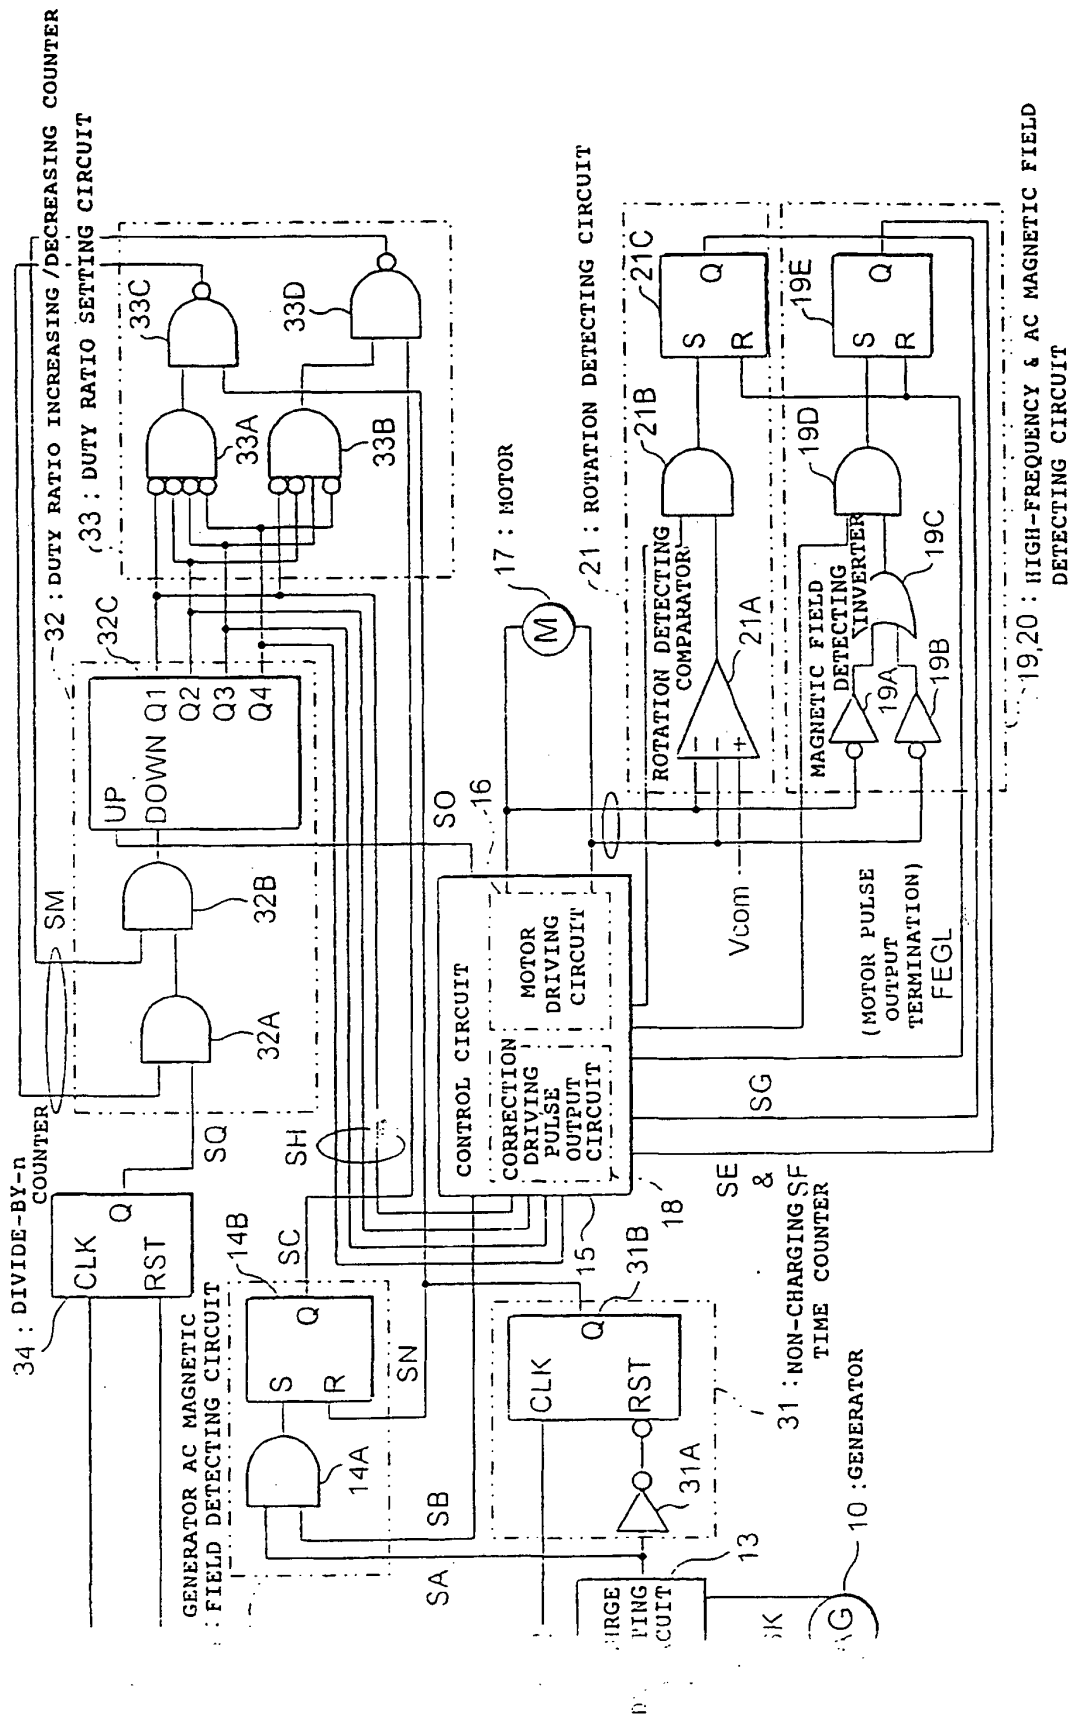 34 : DIVIDE-BY-n
COUNTER
CLK
RST
Q
SQ
SM
32A
32B
UP
DOWN
Q1
Q2
Q3
Q4
32C
32 : DUTY RATIO INCREASING /DECREASING COUNTER
33 : DUTY RATIO SETTING CIRCUIT
33A
33B
33C
33D
GENERATOR AC MAGNETIC
: FIELD DETECTING CIRCUIT
14A
S
R
Q
14B
SC
SH
SN
SA
SB
CONTROL CIRCUIT
CORRECTION
DRIVING
PULSE
OUTPUT
CIRCUIT
MOTOR
DRIVING
CIRCUIT
15
18
SO
16
17 : MOTOR
M
CLK
RST
Q
31A
31B
31 : NON-CHARGING
TIME COUNTER
13
CUIT
SK
10 : GENERATOR
SE
&
SF
SG
21 : ROTATION DETECTING CIRCUIT
ROTATION DETECTING
COMPARATOR
21A
−
−
+
Vcom
21B
S
R
Q
21C
MAGNETIC FIELD
DETECTING
INVERTER
19A
19B
19C
19D
S
R
Q
19E
(MOTOR PULSE
OUTPUT
TERMINATION)
FEGL
19,20 : HIGH-FREQUENCY & AC MAGNETIC FIELD
DETECTING CIRCUIT